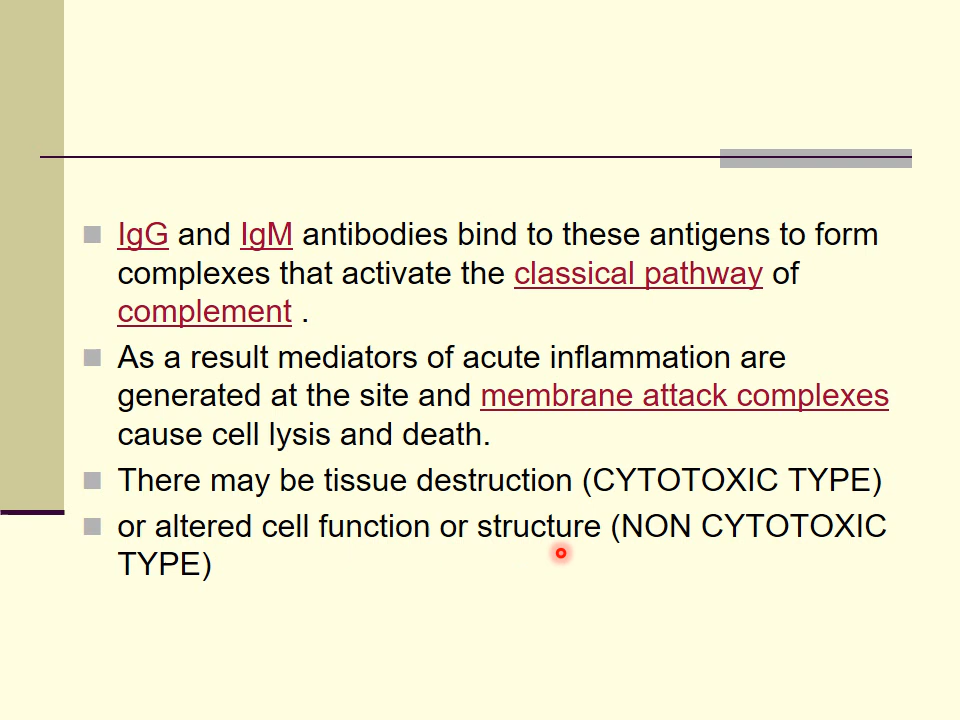 IgG and IgM antibodies bind to these antigens to form
complexes that activate the classical pathway of
complement .
As a result mediators of acute inflammation are
generated at the site and membrane attack complexes
cause cell lysis and death.
There may be tissue destruction (CYTOTOXIC TYPE)
or altered cell function or structure (NON CYTOTOXIC
TYPE)